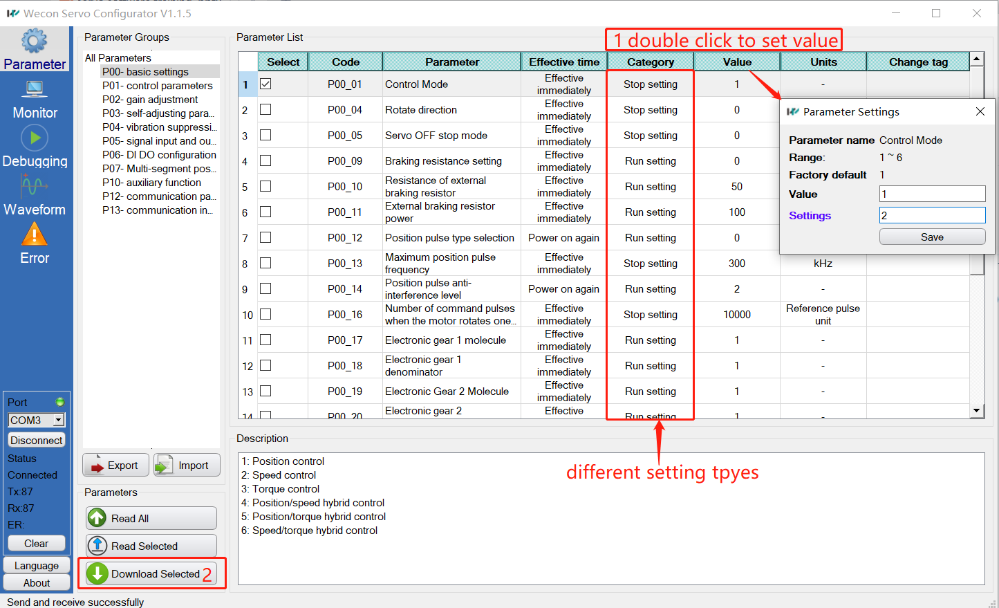 Wecon Servo Configurator V1.1.5
Parameter
Monitor
Debugging
Waveform
Error
Port
COM3
Disconnect
Status
Connected
Tx:87
Rx:87
ER:
Clear
Language
About
Parameter Groups
All Parameters
P00- basic settings
P01- control parameters
P02- gain adjustment
P03- self-adjusting para...
P04- vibration suppressi...
P05- signal input and ou...
P06- DI DO configuration
P07- Multi-segment pos...
P10- auxiliary function
P12- communication pa...
P13- communication in...
Export
Import
Parameters
Read All
Read Selected
Download Selected 2
Parameter List
1 double click to set value
Select Code Parameter Effective time Category Value Units Change tag
1 P00_01 Control Mode Effective immediately Stop setting 1 -
2 P00_04 Rotate direction Effective immediately Stop setting 0
3 P00_05 Servo OFF stop mode Effective immediately Stop setting 0
4 P00_09 Braking resistance setting Effective immediately Run setting 0
5 P00_10 Resistance of external braking resistor Effective immediately Run setting 50
6 P00_11 External braking resistor power Effective immediately Run setting 100
7 P00_12 Position pulse type selection Power on again Run setting 0
8 P00_13 Maximum position pulse frequency Effective immediately Stop setting 300 kHz
9 P00_14 Position pulse anti-interference level Power on again Run setting 2 -
10 P00_16 Number of command pulses when the motor rotates one... Effective immediately Stop setting 10000 Reference pulse unit
11 P00_17 Electronic gear 1 molecule Effective immediately Run setting 1 -
12 P00_18 Electronic gear 1 denominator Effective immediately Run setting 1 -
13 P00_19 Electronic Gear 2 Molecule Effective immediately Run setting 1 -
14 P00_20 Electronic gear 2 Effective Run setting 1 -
Parameter Settings
Parameter name Control Mode
Range: 1 ~ 6
Factory default 1
Value 1
Settings 2
Save
different setting tpyes
Description
1: Position control
2: Speed control
3: Torque control
4: Position/speed hybrid control
5: Position/torque hybrid control
6: Speed/torque hybrid control
Send and receive successfully